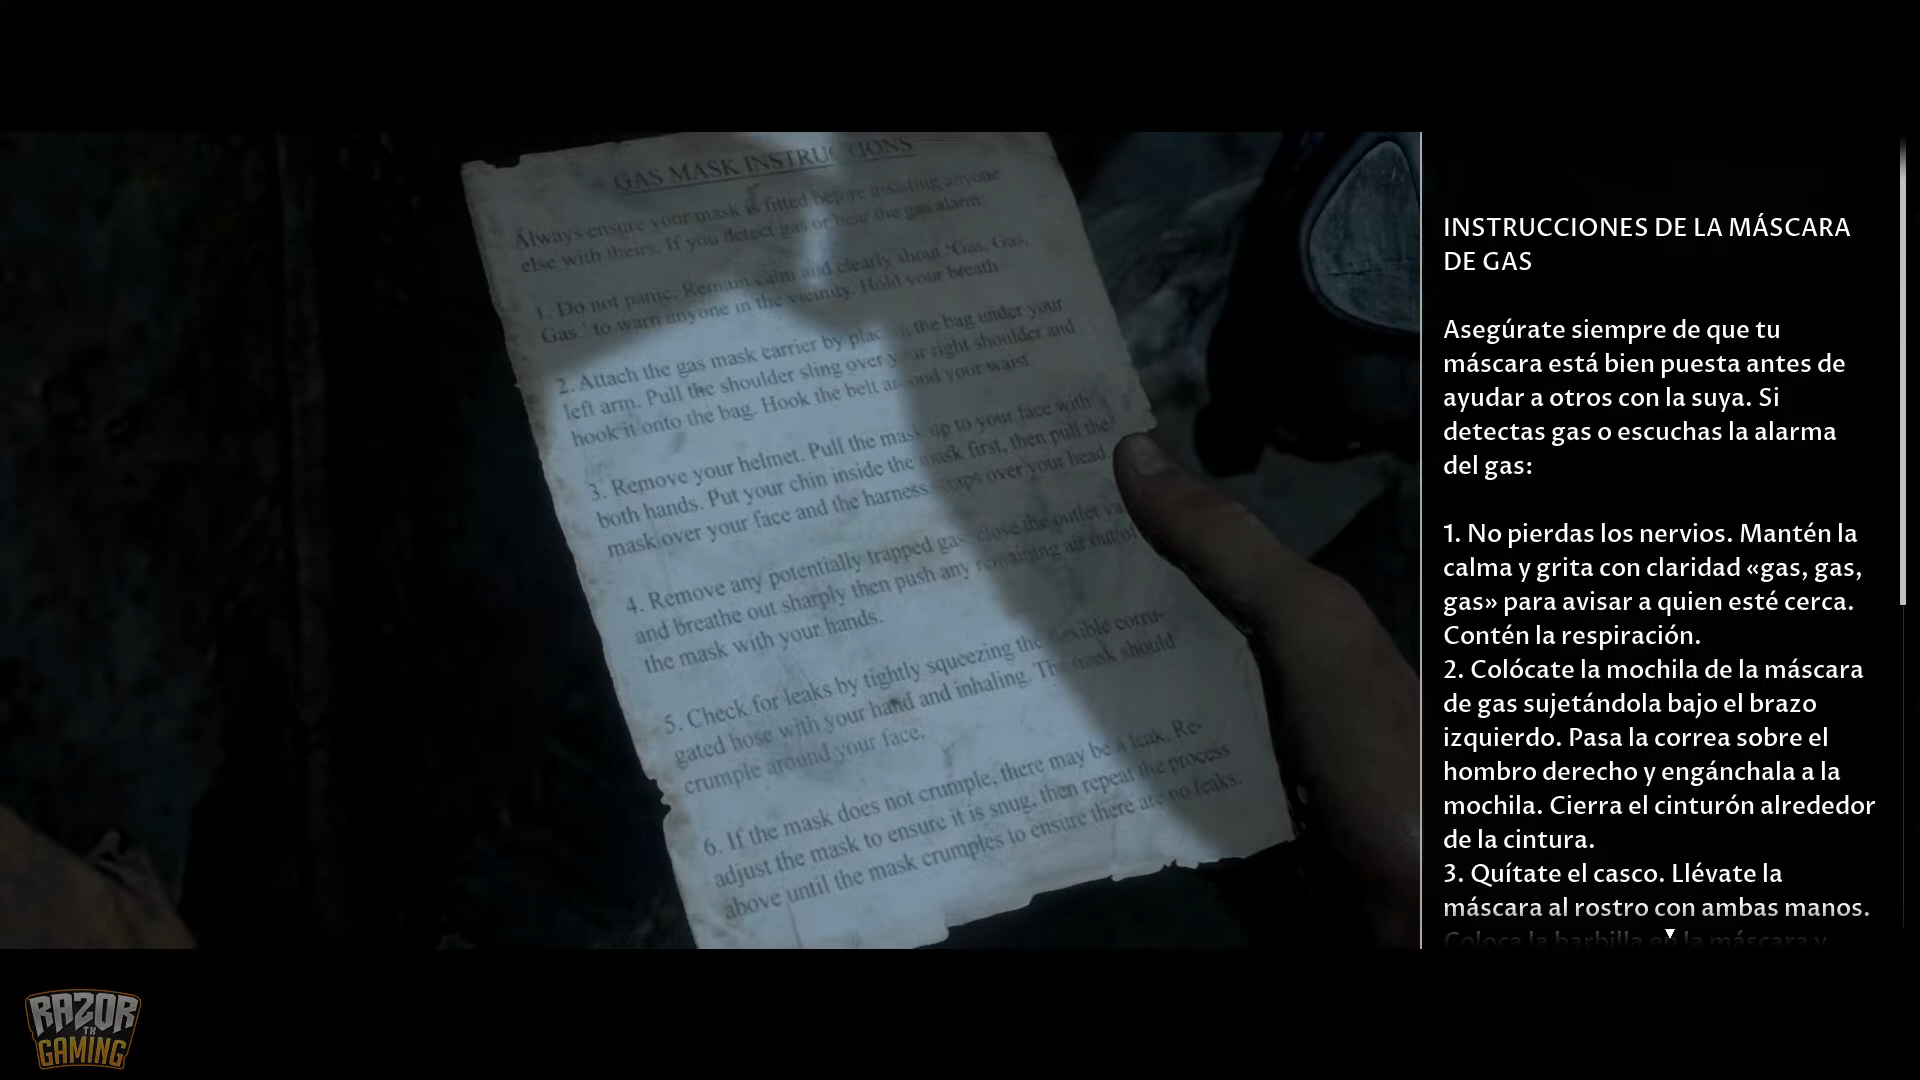 GAS MASK INSTRUCTIONS
Always ensure your mask is fitted before assisting anyone
else with theirs. If you detect gas or hear the gas alarm:
1. Do not panic. Remain calm and clearly shout "Gas, Gas,
Gas." to warn anyone in the vicinity. Hold your breath
2. Attach the gas mask carrier by plac in the bag under your
left arm. Pull the shoulder sling over your right shoulder and
hook it onto the bag. Hook the belt around your waist.
3. Remove your helmet. Pull the mask up to your face with
both hands. Put your chin inside the mask first, then pull the
mask over your face and the harness straps over your head.
4. Remove any potentially trapped gas, close the outlet va
and breathe out sharply then push any remaining air out of
the mask with your hands.
5. Check for leaks by tightly squeezing the flexible corru-
gated hose with your hand and inhaling. The mask should
crumple around your face.
6. If the mask does not crumple, there may be a leak. Re-
adjust the mask to ensure it is snug, then repeat the process
above until the mask crumples to ensure there are no leaks.
INSTRUCCIONES DE LA MÁSCARA
DE GAS
Asegúrate siempre de que tu
máscara está bien puesta antes de
ayudar a otros con la suya. Si
detectas gas o escuchas la alarma
del gas:
1. No pierdas los nervios. Mantén la
calma y grita con claridad «gas, gas,
gas» para avisar a quien esté cerca.
Contén la respiración.
2. Colócate la mochila de la máscara
de gas sujetándola bajo el brazo
izquierdo. Pasa la correa sobre el
hombro derecho y engánchala a la
mochila. Cierra el cinturón alrededor
de la cintura.
3. Quítate el casco. Llévate la
máscara al rostro con ambas manos.
Coloca la barbilla en la máscara y
RAZOR
TX
GAMING